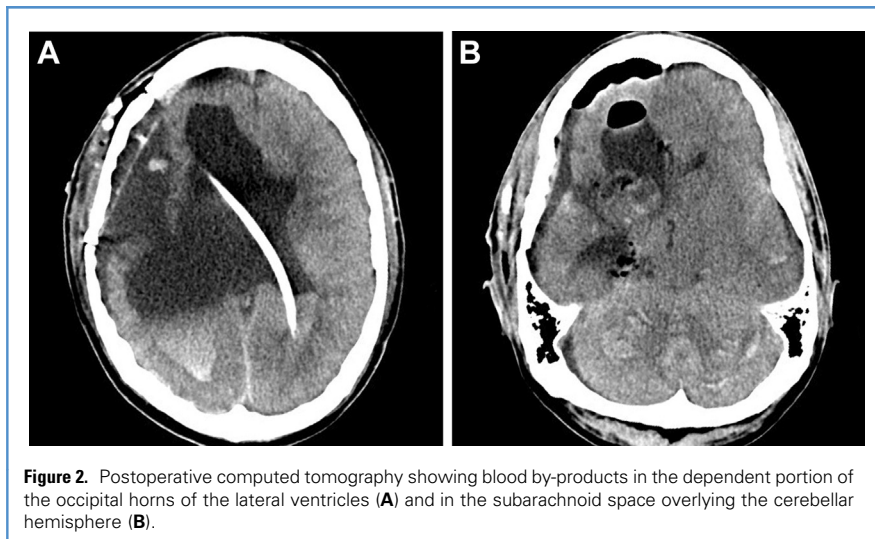 A
B
Figure 2. Postoperative computed tomography showing blood by-products in the dependent portion of
the occipital horns of the lateral ventricles (A) and in the subarachnoid space overlying the cerebellar
hemisphere (B).